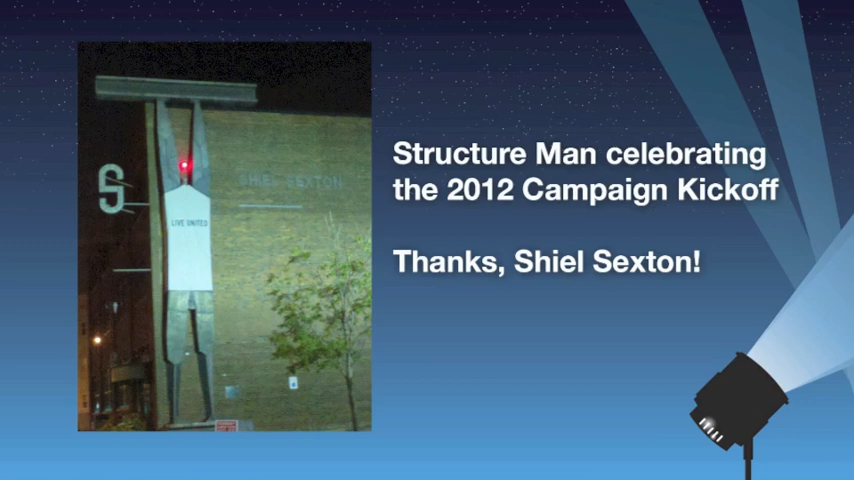 SHIEL SEXTON
LIVE UNITED
Structure Man celebrating
the 2012 Campaign Kickoff
Thanks, Shiel Sexton!